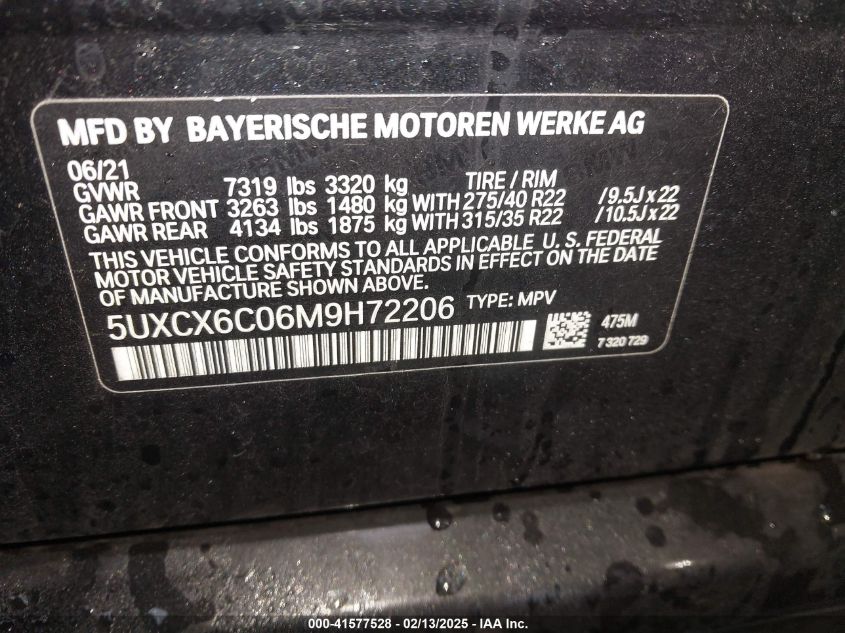 MFD BY BAYERISCHE MOTOREN WERKE AG
06/21
GVWR 7319 lbs 3320 kg TIRE / RIM
GAWR FRONT 3263 lbs 1480 kg WITH 275/40 R22 /9.5J x 22
GAWR REAR 4134 lbs 1875 kg WITH 315/35 R22 /10.5J x 22
THIS VEHICLE CONFORMS TO ALL APPLICABLE U. S. FEDERAL
MOTOR VEHICLE SAFETY STANDARDS IN EFFECT ON THE DATE
OF MANUFACTURE SHOWN ABOVE.
5UXCX6C06M9H72206 TYPE: MPV
475M
7 320 729
000-41577528 - 02/13/2025 - IAA Inc.